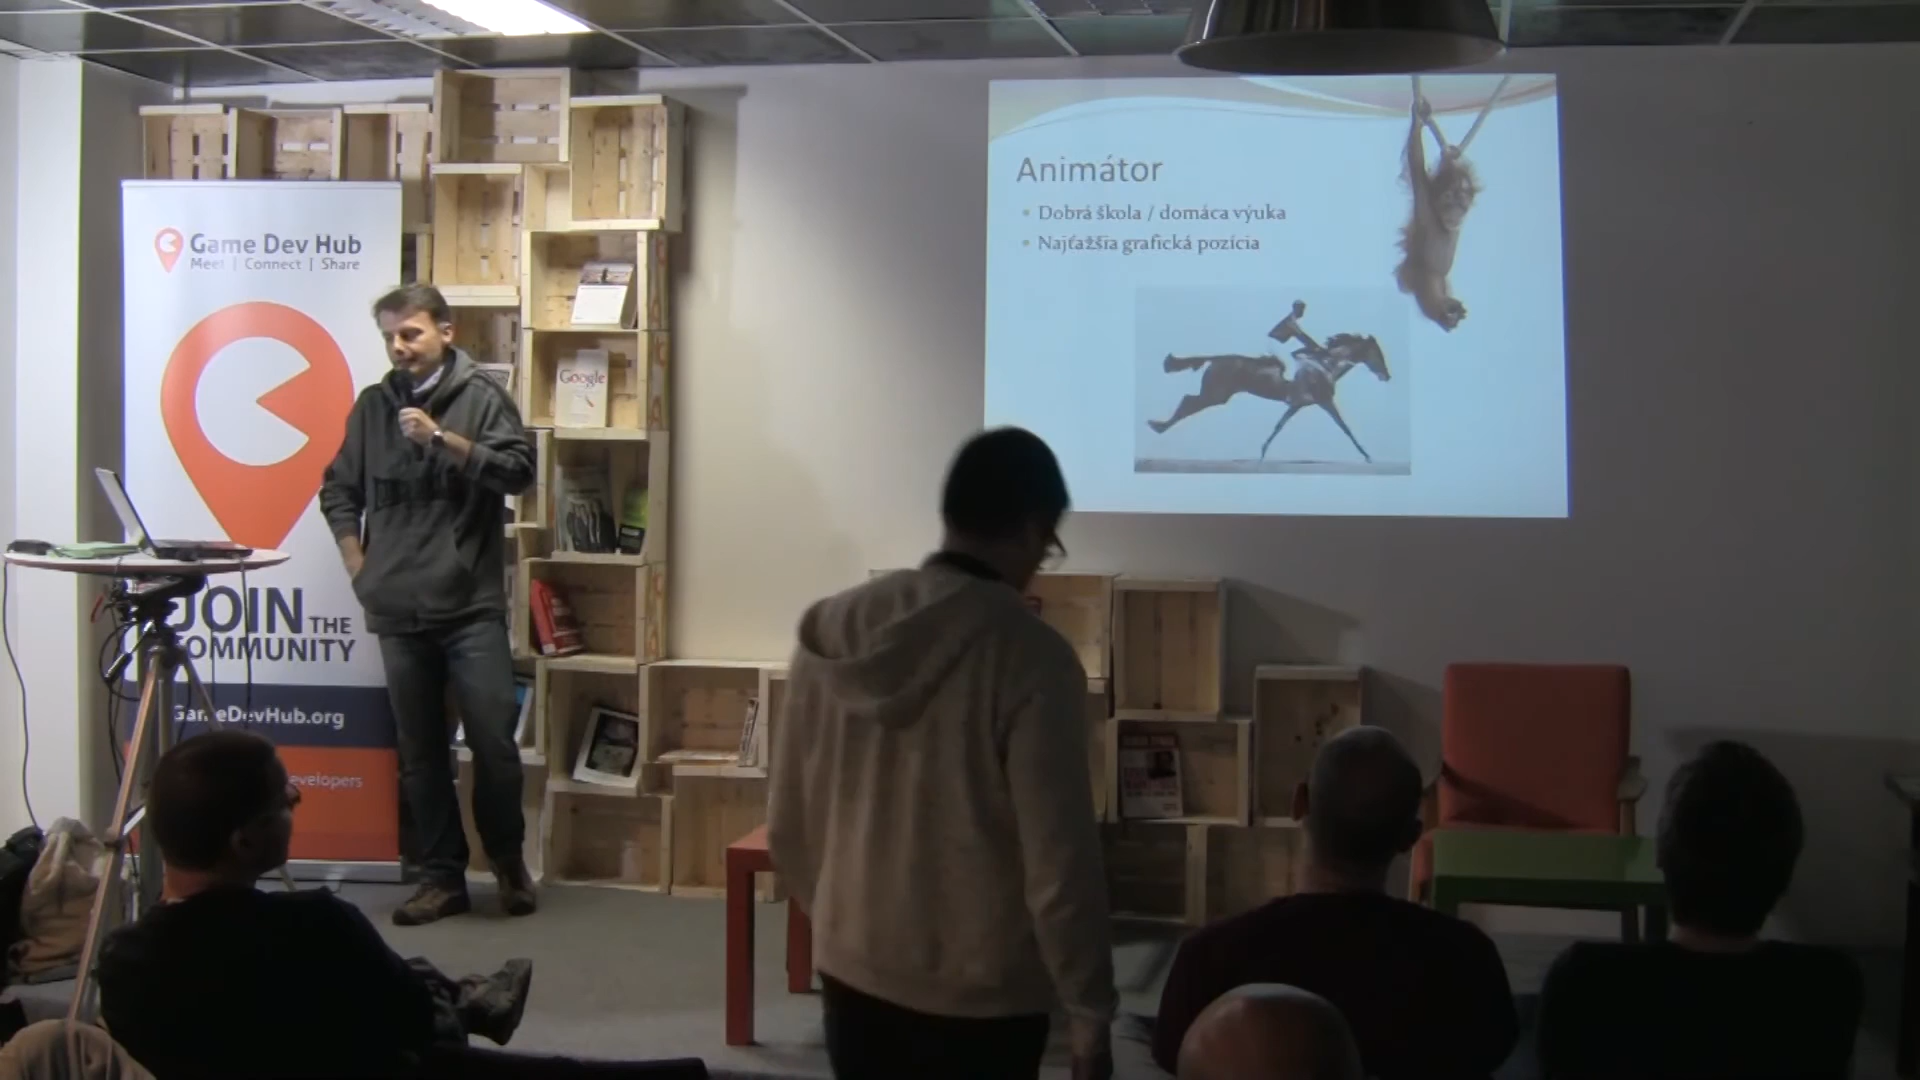 Game Dev Hub
Meet | Connect | Share
JOIN THE
COMMUNITY
GameDevHub.org
evelopers
Google
Animátor
Dobrá škola / domáca výuka
Najťažšia grafická pozícia